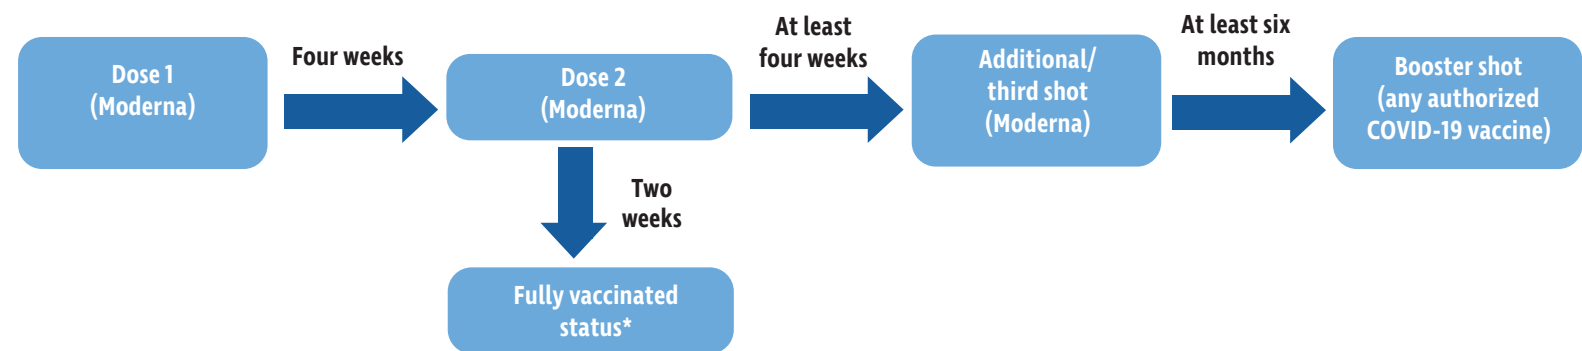 Dose 1
(Moderna)
Four weeks
Dose 2
(Moderna)
At least
four weeks
Additional/
third shot
(Moderna)
At least six
months
Booster shot
(any authorized
COVID-19 vaccine)
Two
weeks
Fully vaccinated
status*